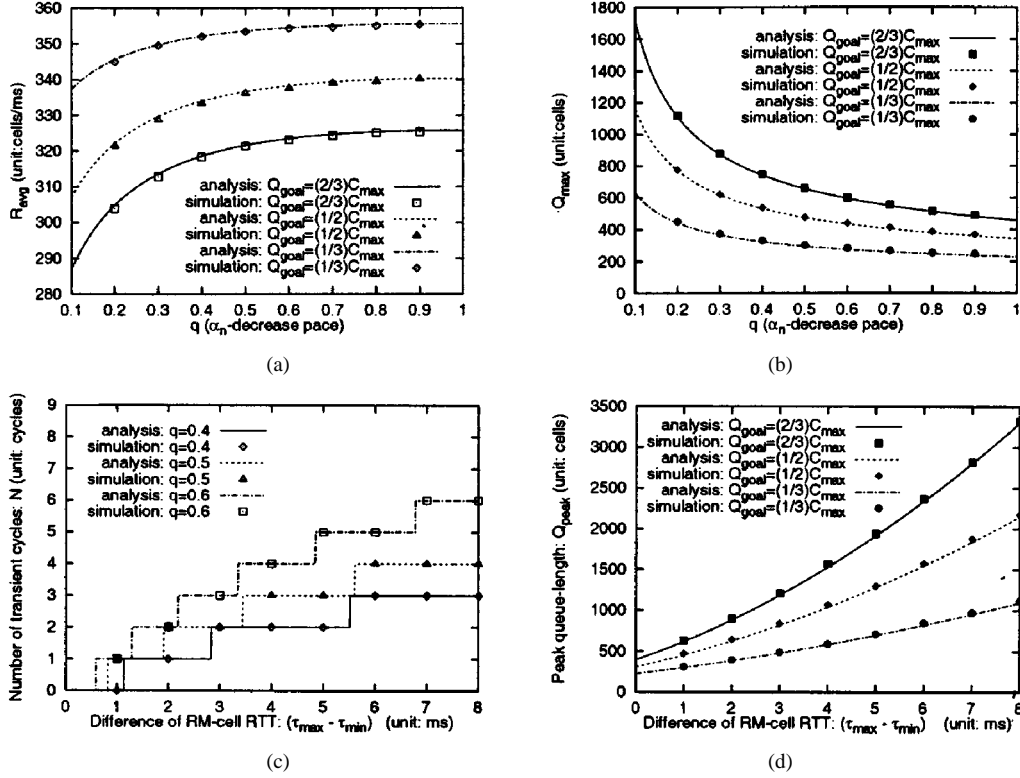 360
350
340
330
320
310
300
290
280
R_avg (unit:cells/ms)
analysis: Q_goal=(2/3)C_max
simulation: Q_goal=(2/3)C_max
analysis: Q_goal=(1/2)C_max
simulation: Q_goal=(1/2)C_max
analysis: Q_goal=(1/3)C_max
simulation: Q_goal=(1/3)C_max
0.1 0.2 0.3 0.4 0.5 0.6 0.7 0.8 0.9 1
q (α_n-decrease pace)
(a)
1800
1600
1400
1200
1000
800
600
400
200
0
Q_max (unit:cells)
analysis: Q_goal=(2/3)C_max
simulation: Q_goal=(2/3)C_max
analysis: Q_goal=(1/2)C_max
simulation: Q_goal=(1/2)C_max
analysis: Q_goal=(1/3)C_max
simulation: Q_goal=(1/3)C_max
0.1 0.2 0.3 0.4 0.5 0.6 0.7 0.8 0.9 1
q (α_n-decrease pace)
(b)
9
8
7
6
5
4
3
2
1
0
Number of transient cycles: N (unit: cycles)
analysis: q=0.4
simulation: q=0.4
analysis: q=0.5
simulation: q=0.5
analysis: q=0.6
simulation: q=0.6
0 1 2 3 4 5 6 7 8
Difference of RM-cell RTT: (τ_max - τ_min) (unit: ms)
(c)
3500
3000
2500
2000
1500
1000
500
0
Peak queue-length: Q_peak (unit: cells)
analysis: Q_goal=(2/3)C_max
simulation: Q_goal=(2/3)C_max
analysis: Q_goal=(1/2)C_max
simulation: Q_goal=(1/2)C_max
analysis: Q_goal=(1/3)C_max
simulation: Q_goal=(1/3)C_max
0 1 2 3 4 5 6 7 8
Difference of RM-cell RTT: (τ_max - τ_min) (unit: ms)
(d)